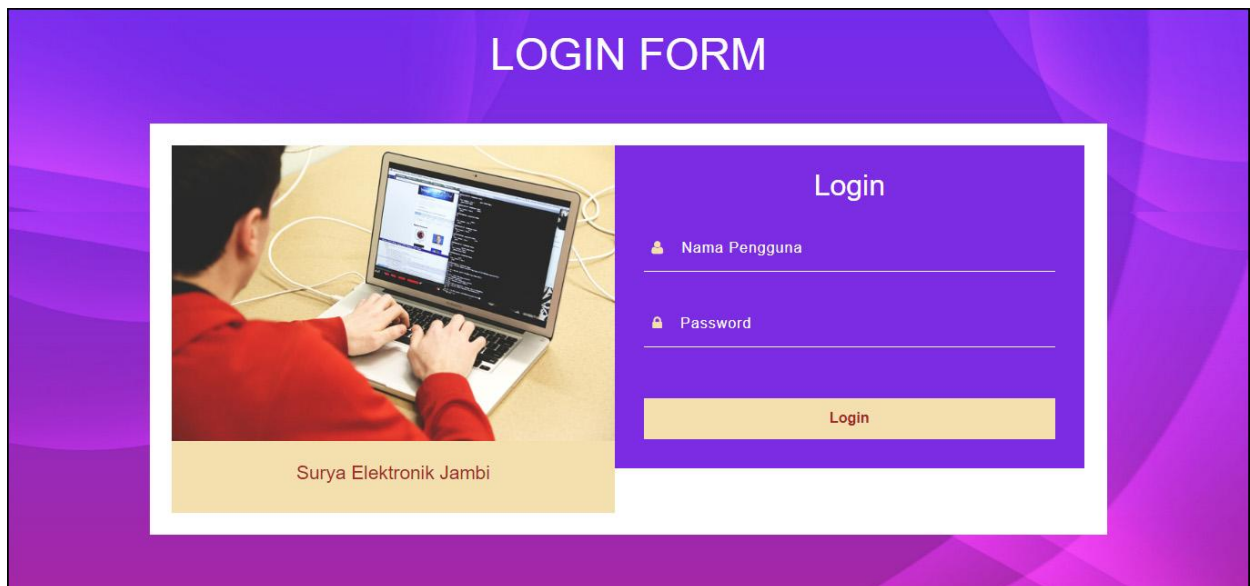 LOGIN FORM
Login
Nama Pengguna
Password
Login
Surya Elektronik Jambi